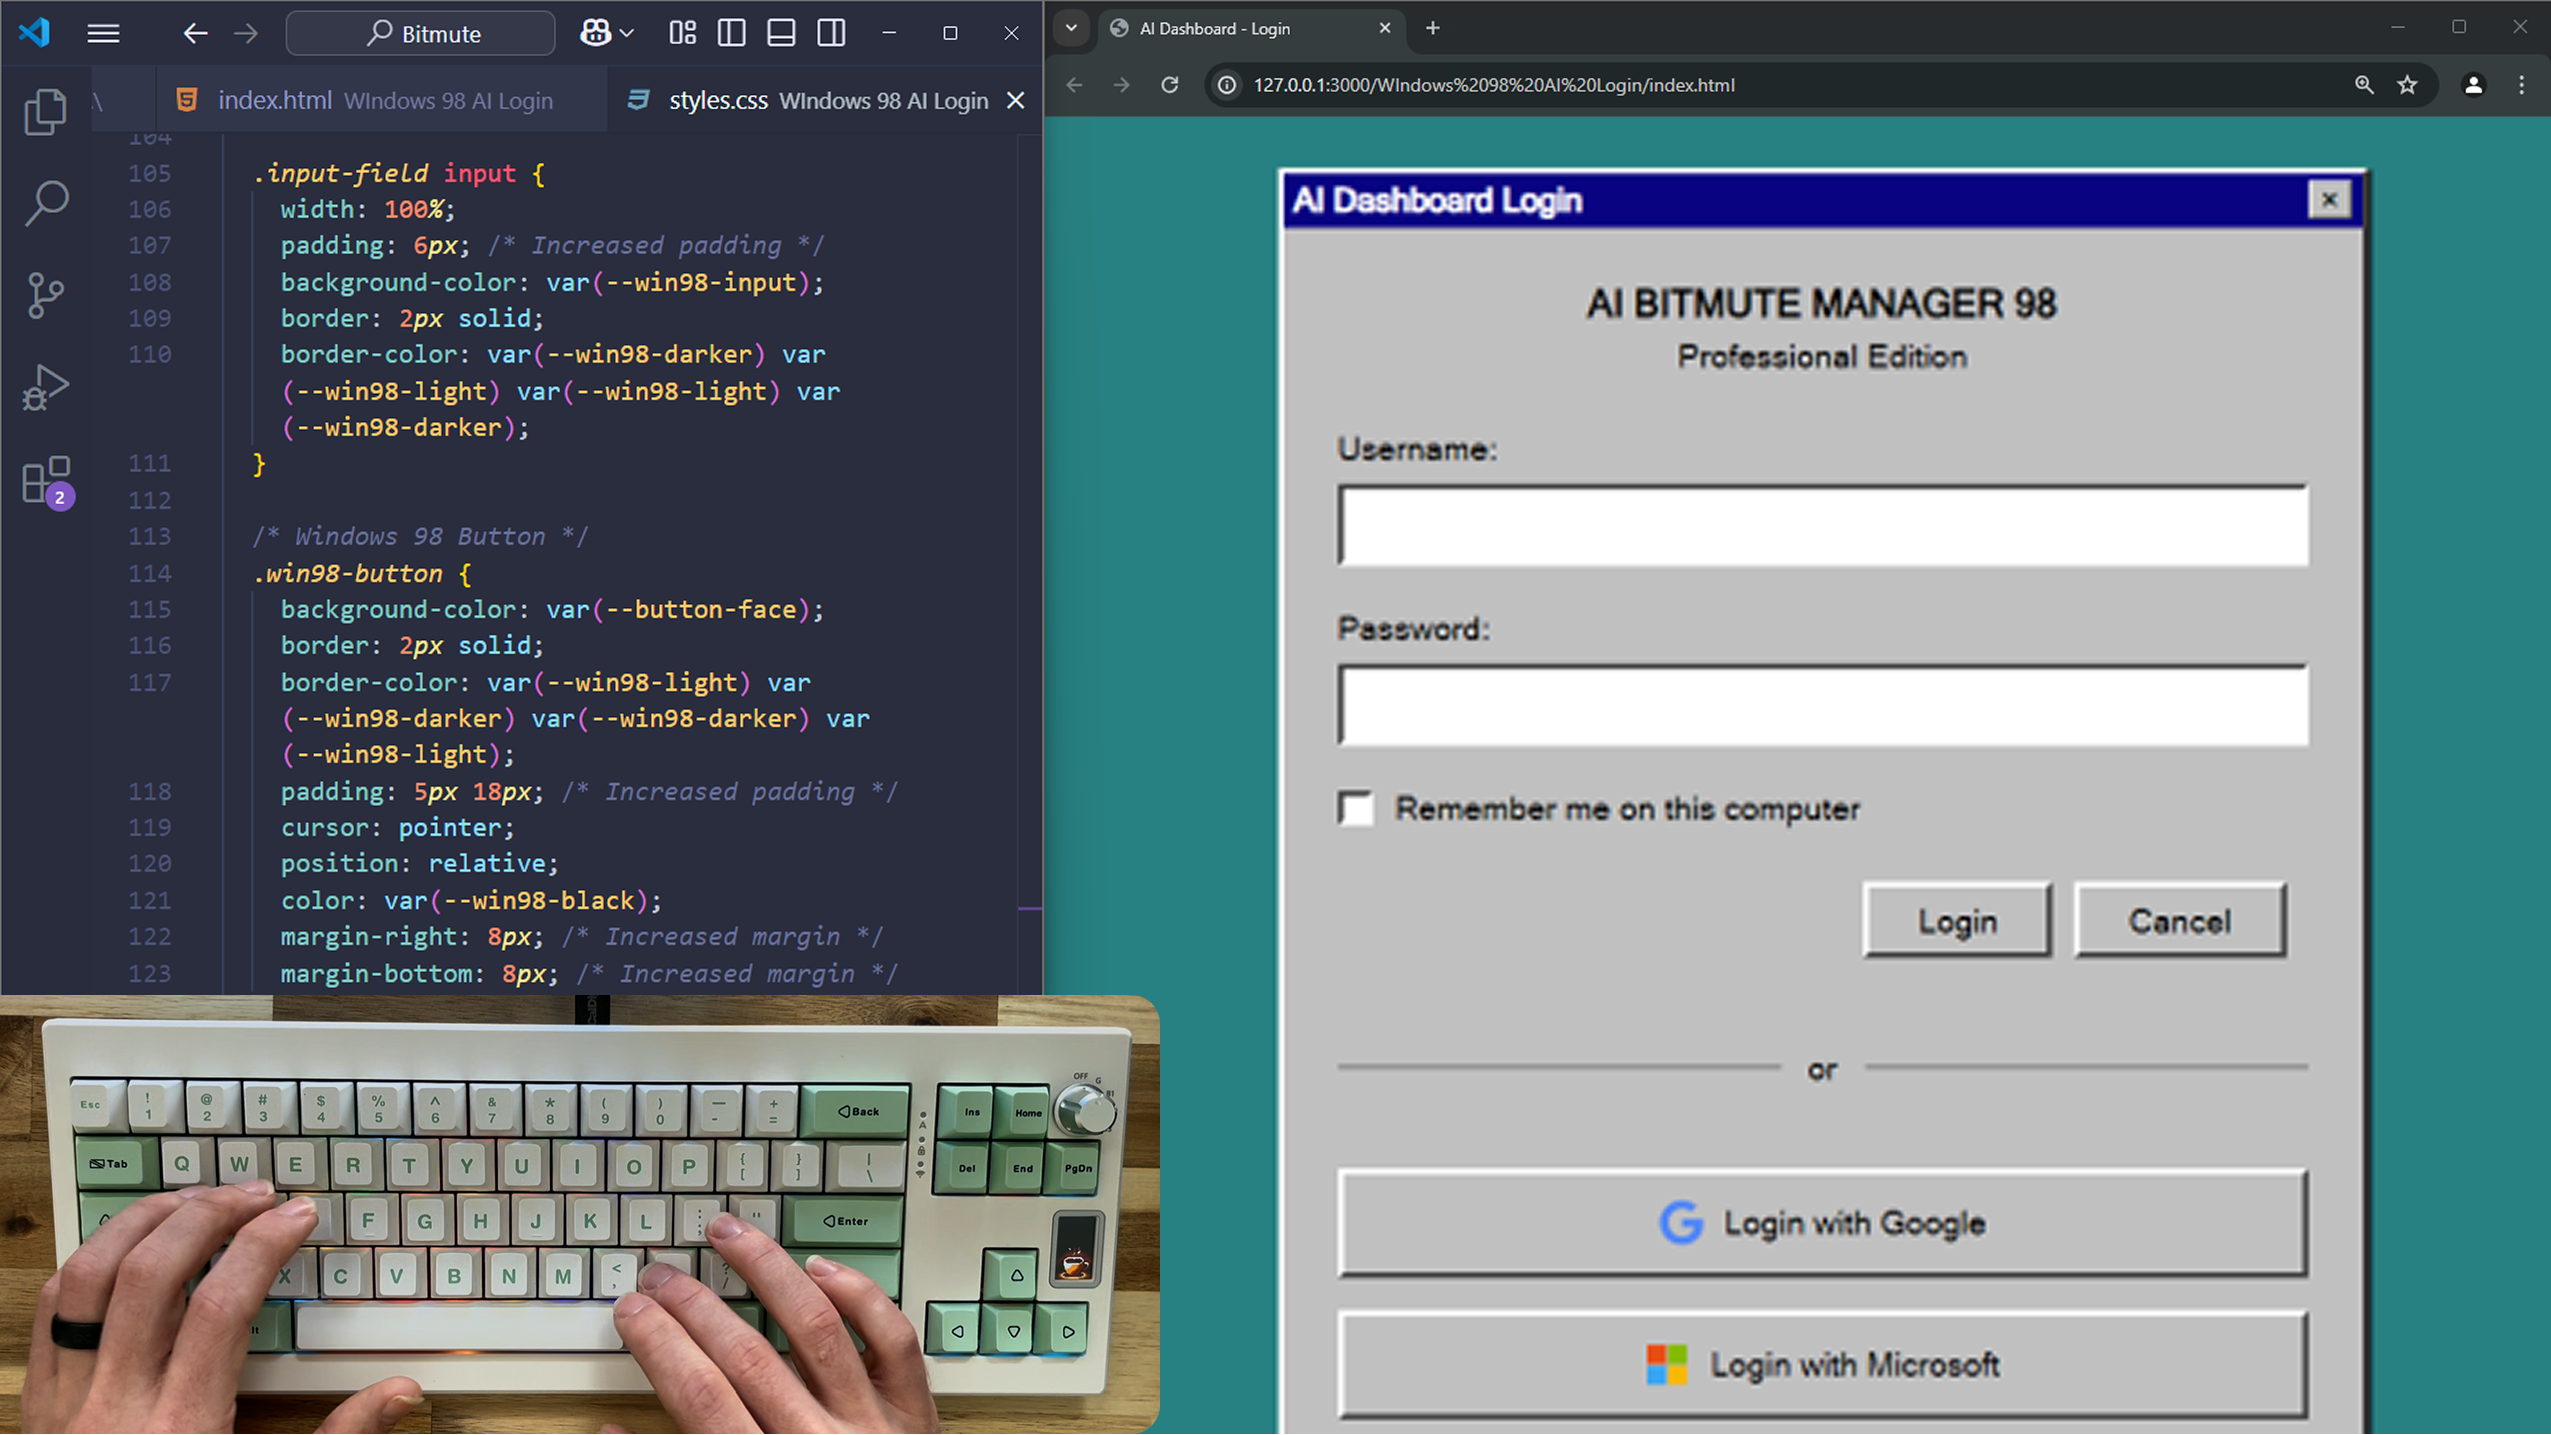 Bitmute
index.html WIndows 98 AI Login
styles.css WIndows 98 AI Login
104
105 .input-field input {
106 width: 100%;
107 padding: 6px; /* Increased padding */
108 background-color: var(--win98-input);
109 border: 2px solid;
110 border-color: var(--win98-darker) var
(--win98-light) var(--win98-light) var
(--win98-darker);
111 }
112
113 /* Windows 98 Button */
114 .win98-button {
115 background-color: var(--button-face);
116 border: 2px solid;
117 border-color: var(--win98-light) var
(--win98-darker) var(--win98-darker) var
(--win98-light);
118 padding: 5px 18px; /* Increased padding */
119 cursor: pointer;
120 position: relative;
121 color: var(--win98-black);
122 margin-right: 8px; /* Increased margin */
123 margin-bottom: 8px; /* Increased margin */
2
AI Dashboard - Login
127.0.0.1:3000/WIndows%2098%20AI%20Login/index.html
AI Dashboard Login
AI BITMUTE MANAGER 98
Professional Edition
Username:
Password:
Remember me on this computer
Login Cancel
or
Login with Google
Login with Microsoft
Esc ! 1 @ 2 # 3 $ 4 % 5 ^ 6 & 7 * 8 ( 9 ) 0 — - + = Back Ins Home
OFF G
Tab Q W E R T Y U I O P { [ } ] | \ Del End PgDn
A
F G H J K L : ; " Enter
X C V B N M < , ? /
lt